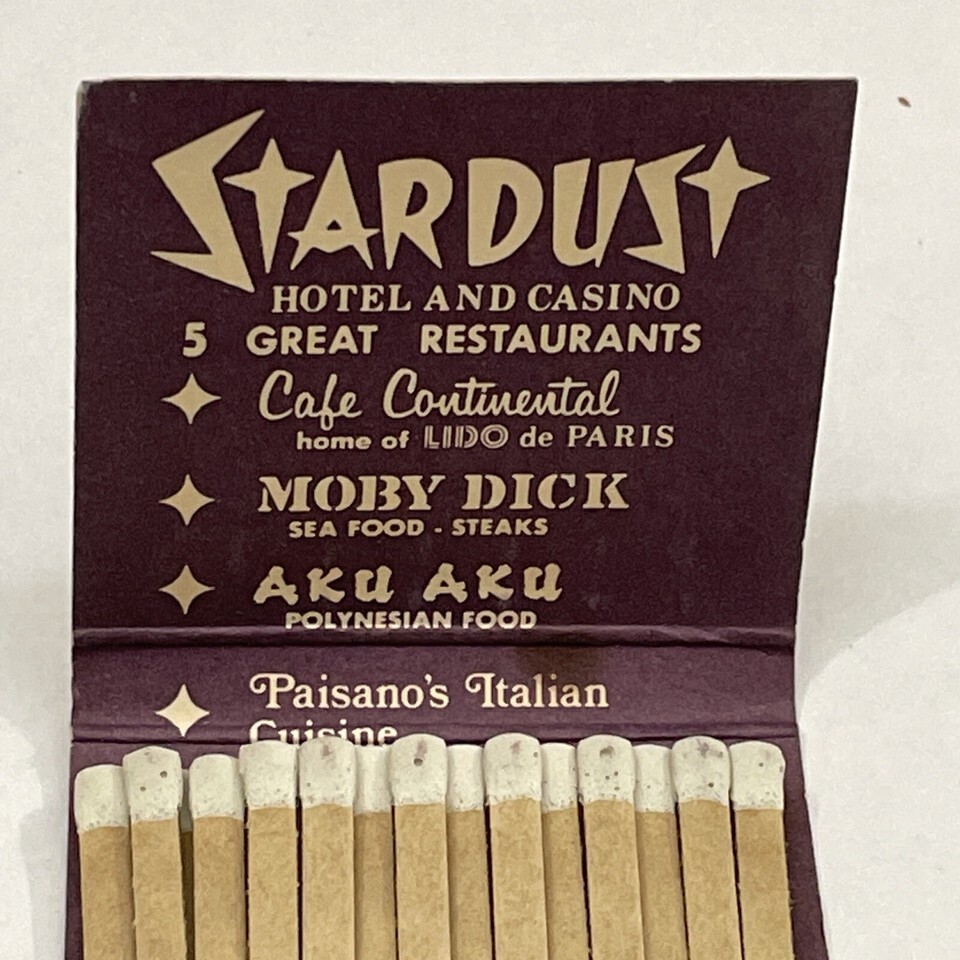 STARDUST
HOTEL AND CASINO
5 GREAT RESTAURANTS
Cafe Continental
home of LIDO de PARIS
MOBY DICK
SEA FOOD - STEAKS
AKU AKU
POLYNESIAN FOOD
Paisano's Italian
Cuisine